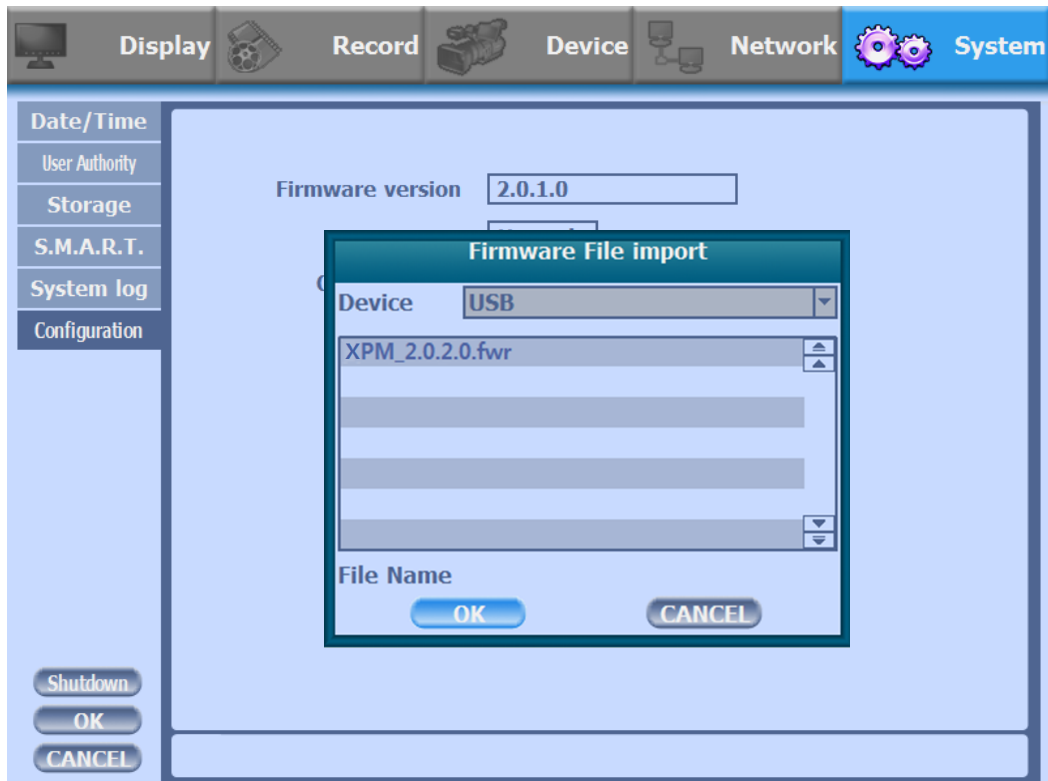 Display Record Device Network System
Date/Time
User Authority
Storage
S.M.A.R.T.
System log
Configuration
Firmware version 2.0.1.0
Firmware File import
Device USB
XPM_2.0.2.0.fwr
File Name
OK CANCEL
Shutdown
OK
CANCEL